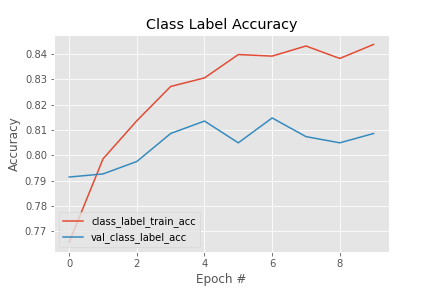 Class Label Accuracy
Accuracy
0.84
0.83
0.82
0.81
0.80
0.79
0.78
0.77
class_label_train_acc
val_class_label_acc
0 2 4 6 8
Epoch #